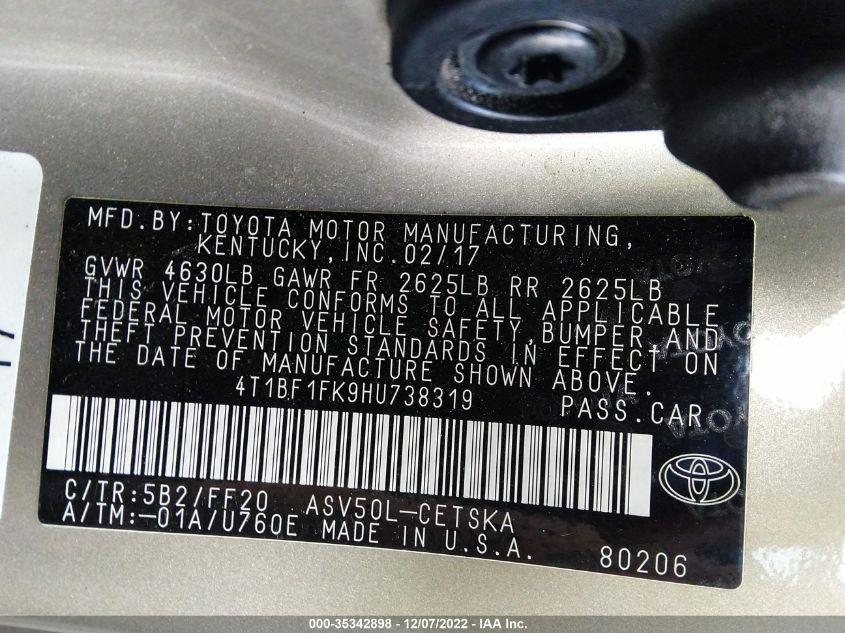 MFD.BY:TOYOTA MOTOR MANUFACTURING,
KENTUCKY, INC. 02/17
GVWR 4630LB GAWR FR 2625LB RR 2625LB
THIS VEHICLE CONFORMS TO ALL APPLICABLE
FEDERAL MOTOR VEHICLE SAFETY,BUMPER,AND
THEFT PREVENTION STANDARDS IN EFFECT ON
THE DATE OF MANUFACTURE SHOWN ABOVE.
4T1BF1FK9HU738319 PASS.CAR
C/TR:5B2/FF20 ASV50L-CETSKA
A/TM:-01A/U760E MADE IN U.S.A.
80206
000-35342898 - 12/07/2022 - IAA Inc.